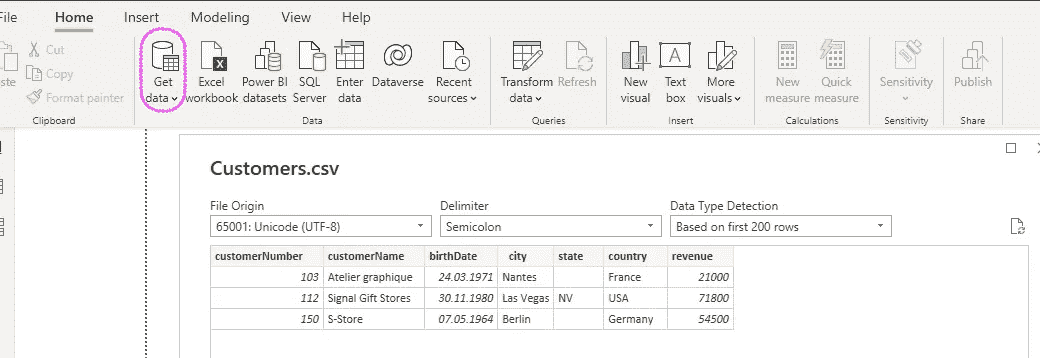 File Home Insert Modeling View Help
Cut
Copy
Format painter
Clipboard
Get data
Excel workbook
Power BI datasets
SQL Server
Enter data
Dataverse
Recent sources
Data
Transform data
Refresh
Queries
New visual
Text box
More visuals
Insert
New measure
Quick measure
Calculations
Sensitivity
Sensitivity
Publish
Share
Customers.csv
File Origin Delimiter Data Type Detection
65001: Unicode (UTF-8) Semicolon Based on first 200 rows
customerNumber customerName birthDate city state country revenue
103 Atelier graphique 24.03.1971 Nantes France 21000
112 Signal Gift Stores 30.11.1980 Las Vegas NV USA 71800
150 S-Store 07.05.1964 Berlin Germany 54500